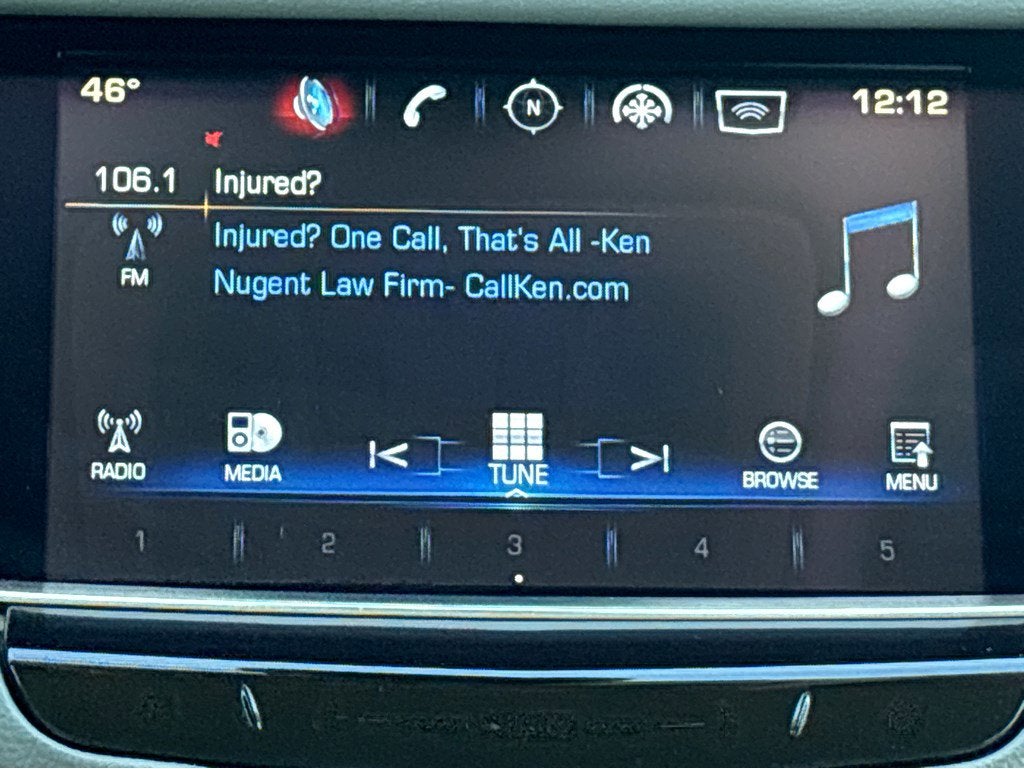 46°
N
12:12
106.1
Injured?
FM
Injured? One Call, That's All -Ken
Nugent Law Firm- CallKen.com
RADIO
MEDIA
TUNE
BROWSE
MENU
1
2
3
4
5